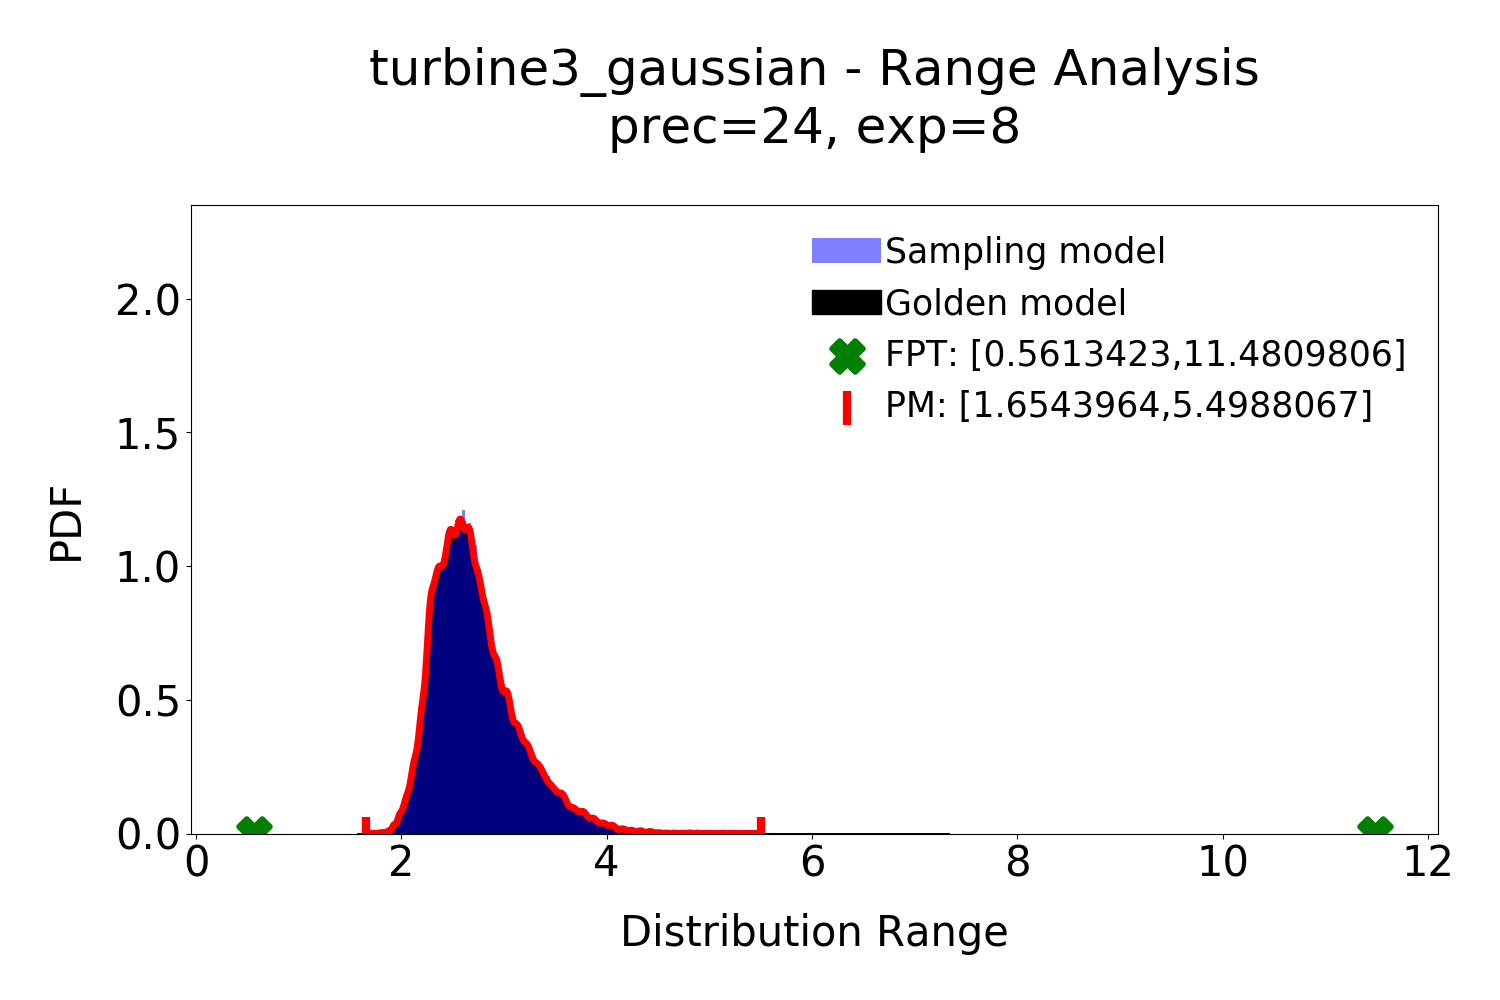 turbine3_gaussian - Range Analysis
prec=24, exp=8
Sampling model
Golden model
FPT: [0.5613423,11.4809806]
PM: [1.6543964,5.4988067]
PDF
2.0
1.5
1.0
0.5
0.0
0 2 4 6 8 10 12
Distribution Range